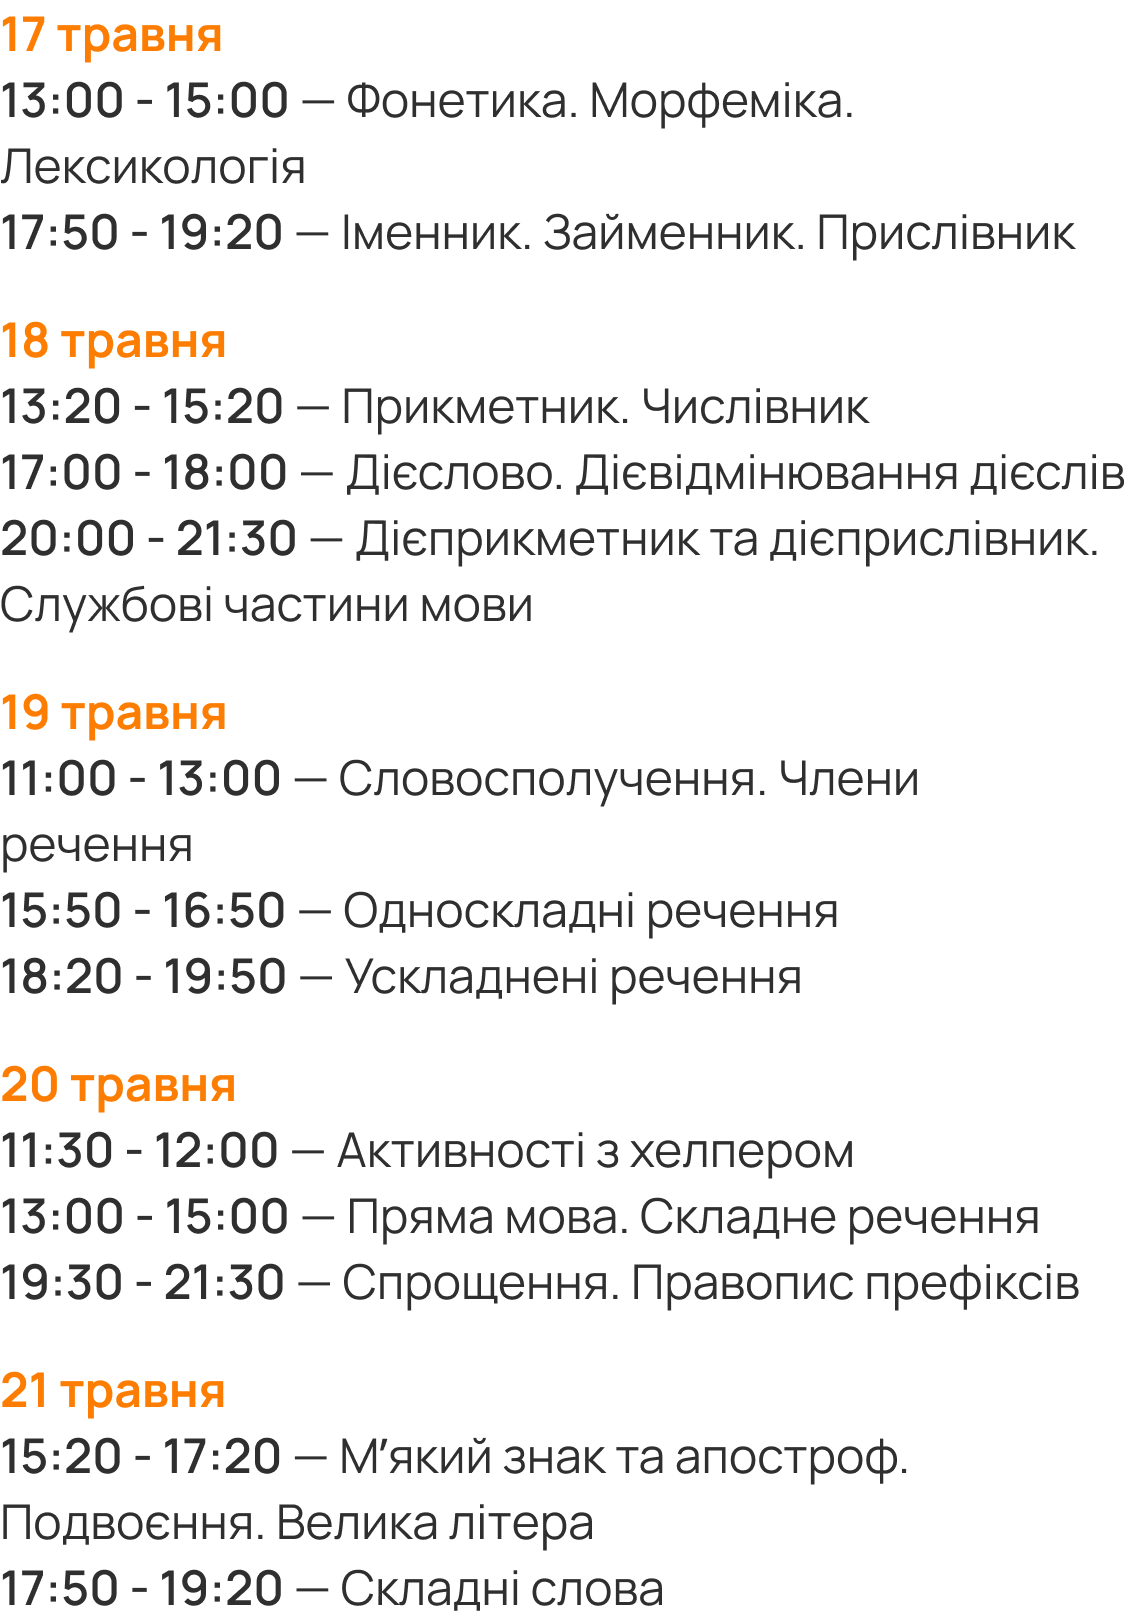 17 травня
13:00 - 15:00 — Фонетика. Морфеміка.
Лексикологія
17:50 - 19:20 — Іменник. Займенник. Прислівник
18 травня
13:20 - 15:20 — Прикметник. Числівник
17:00 - 18:00 — Дієслово. Дієвідмінювання дієслів
20:00 - 21:30 — Дієприкметник та дієприслівник.
Службові частини мови
19 травня
11:00 - 13:00 — Словосполучення. Члени
речення
15:50 - 16:50 — Односкладні речення
18:20 - 19:50 — Ускладнені речення
20 травня
11:30 - 12:00 — Активності з хелпером
13:00 - 15:00 — Пряма мова. Складне речення
19:30 - 21:30 — Спрощення. Правопис префіксів
21 травня
15:20 - 17:20 — М’який знак та апостроф.
Подвоєння. Велика літера
17:50 - 19:20 — Складні слова